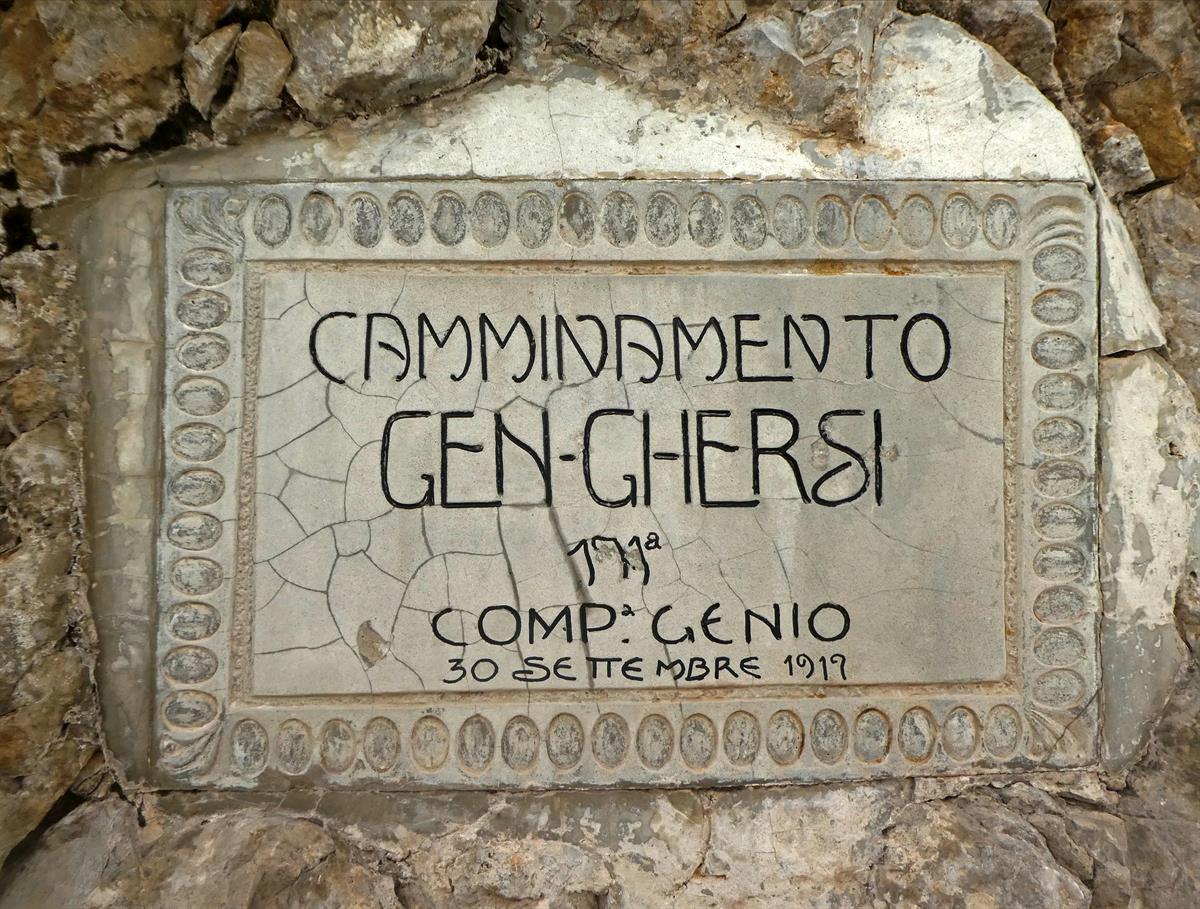 CAMMINAMENTO
GEN-GHERSI
171ª
COMPª. GENIO
30 SETTEMBRE 1917